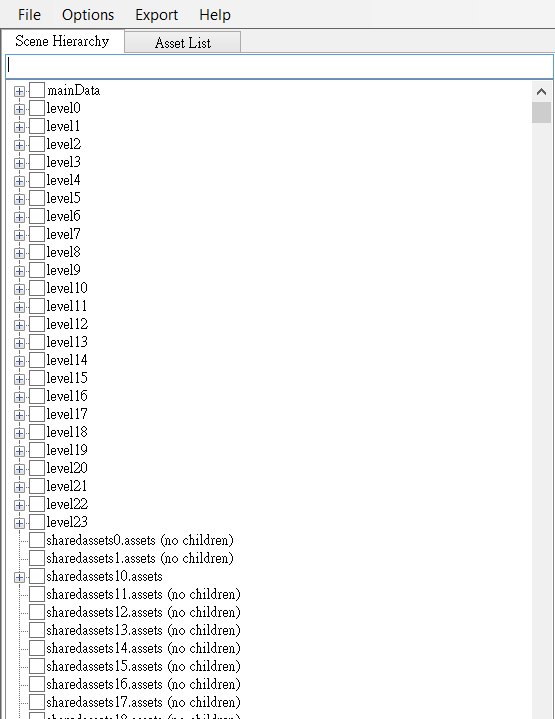 File Options Export Help
Scene Hierarchy Asset List
mainData
level0
level1
level2
level3
level4
level5
level6
level7
level8
level9
level10
level11
level12
level13
level14
level15
level16
level17
level18
level19
level20
level21
level22
level23
sharedassets0.assets (no children)
sharedassets1.assets (no children)
sharedassets10.assets
sharedassets11.assets (no children)
sharedassets12.assets (no children)
sharedassets13.assets (no children)
sharedassets14.assets (no children)
sharedassets15.assets (no children)
sharedassets16.assets (no children)
sharedassets17.assets (no children)